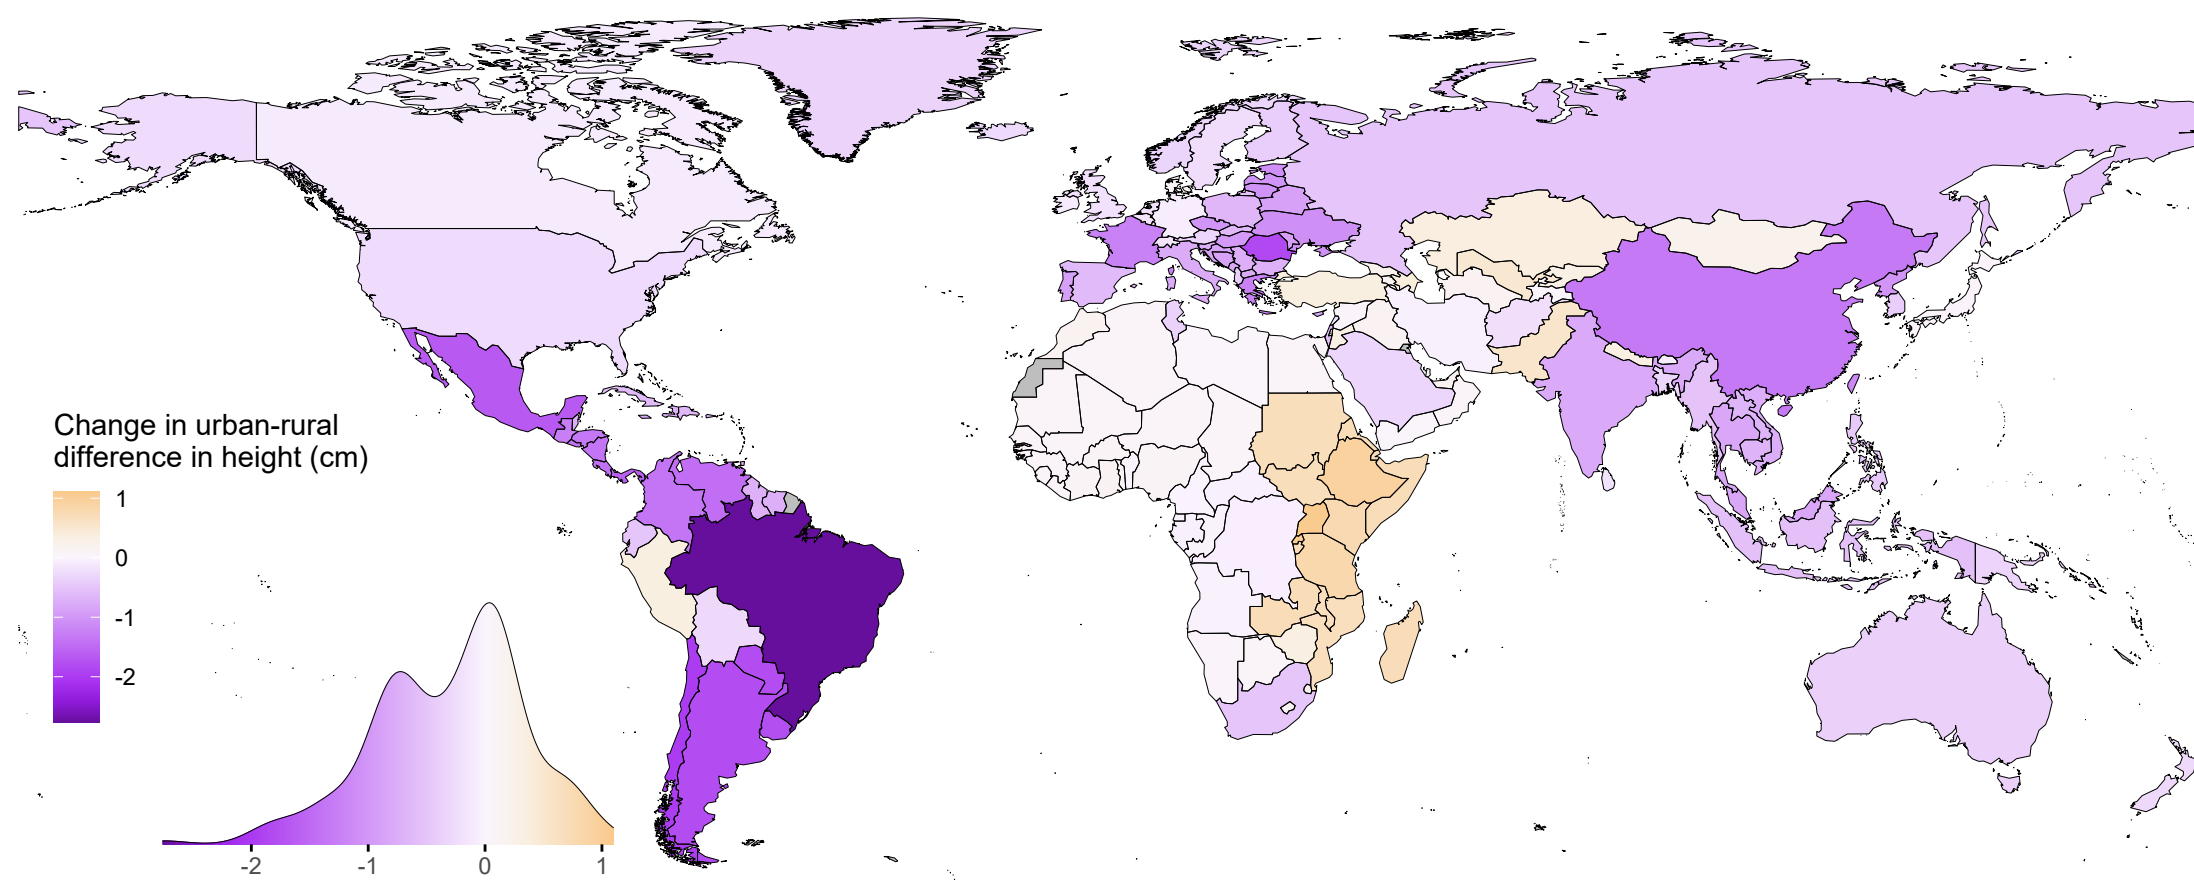 Change in urban-rural
difference in height (cm)
1
0
-1
-2
-2 -1 0 1